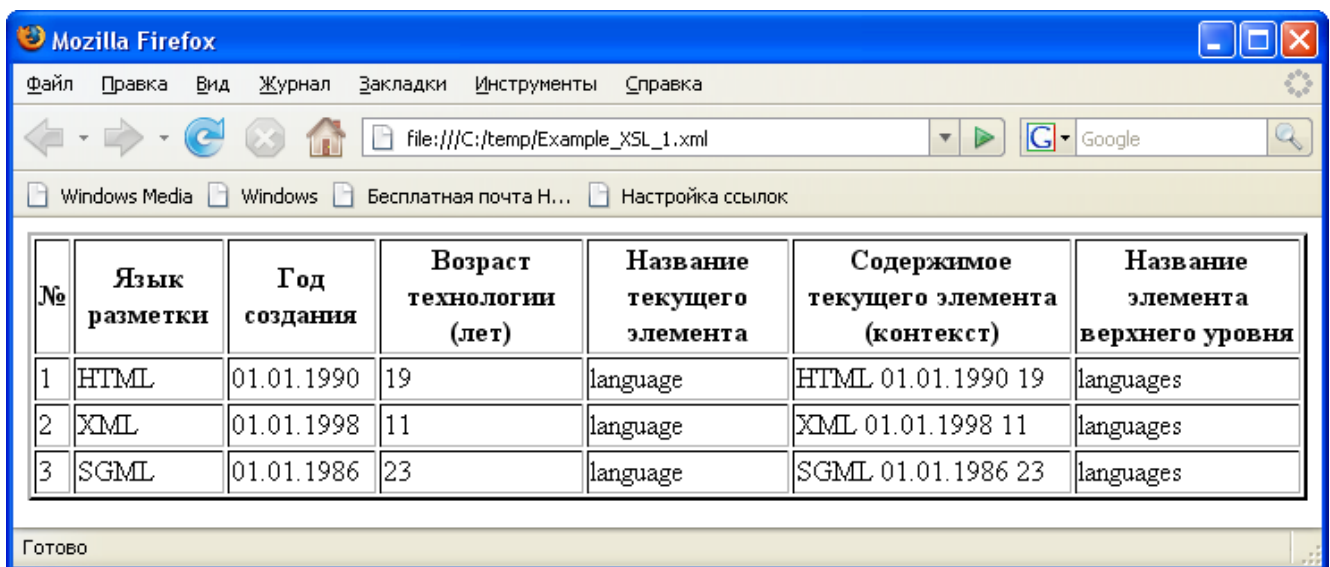 Mozilla Firefox
Файл Правка Вид Журнал Закладки Инструменты Справка
file:///C:/temp/Example_XSL_1.xml G Google
Windows Media Windows Бесплатная почта H... Настройка ссылок
№ Язык разметки Год создания Возраст технологии (лет) Название текущего элемента Содержимое текущего элемента (контекст) Название элемента верхнего уровня
1 HTML 01.01.1990 19 language HTML 01.01.1990 19 languages
2 XML 01.01.1998 11 language XML 01.01.1998 11 languages
3 SGML 01.01.1986 23 language SGML 01.01.1986 23 languages
Готово